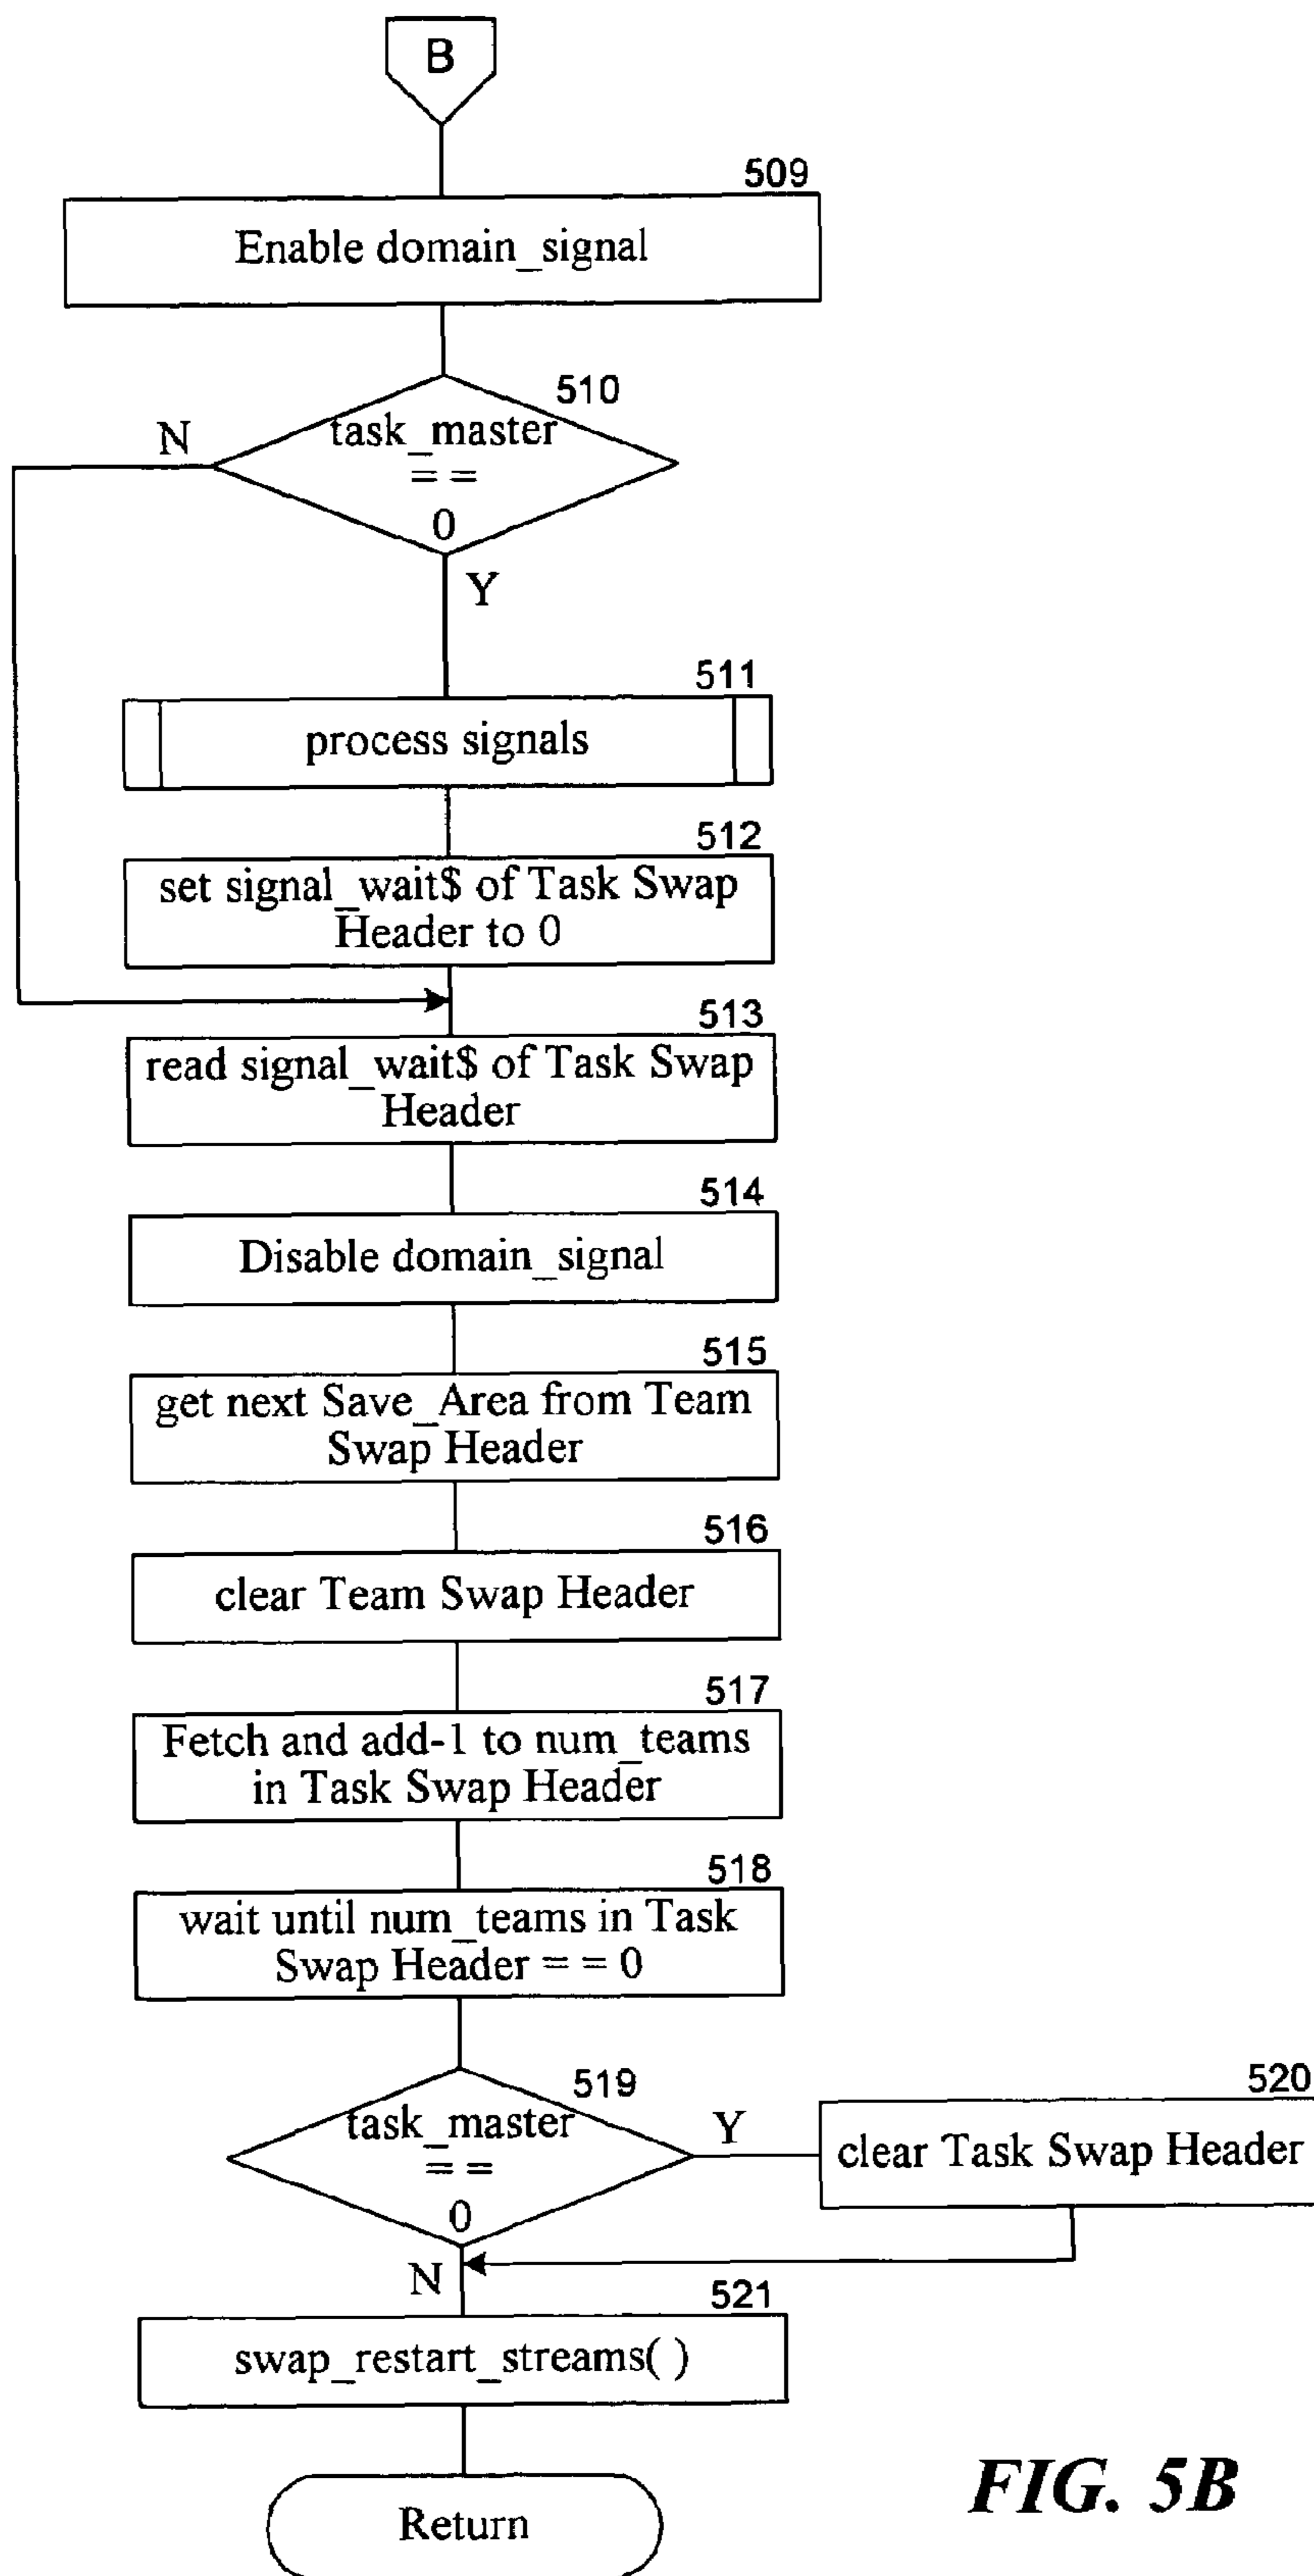 B
509
Enable domain_signal
510
N
task_master
= =
0
Y
511
process signals
512
set signal_wait$ of Task Swap
Header to 0
513
read signal_wait$ of Task Swap
Header
514
Disable domain_signal
515
get next Save_Area from Team
Swap Header
516
clear Team Swap Header
517
Fetch and add-1 to num_teams
in Task Swap Header
518
wait until num_teams in Task
Swap Header = = 0
519
task_master
= =
0
Y
520
clear Task Swap Header
N
521
swap_restart_streams( )
Return
FIG. 5B